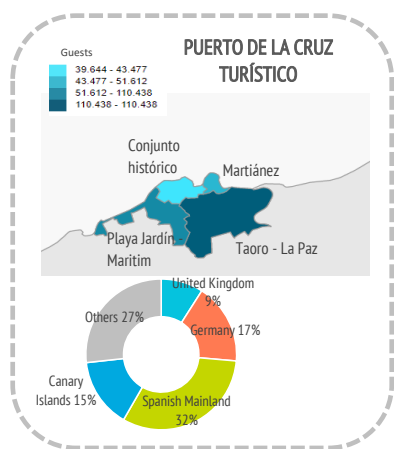 PUERTO DE LA CRUZ
TURÍSTICO
Guests
39.644 - 43.477
43.477 - 51.612
51.612 - 110.438
110.438 - 110.438
Conjunto
histórico
Martiánez
Playa Jardín -
Maritim
Taoro - La Paz
United Kingdom
9%
Others 27%
Germany 17%
Canary
Islands 15%
Spanish Mainland
32%